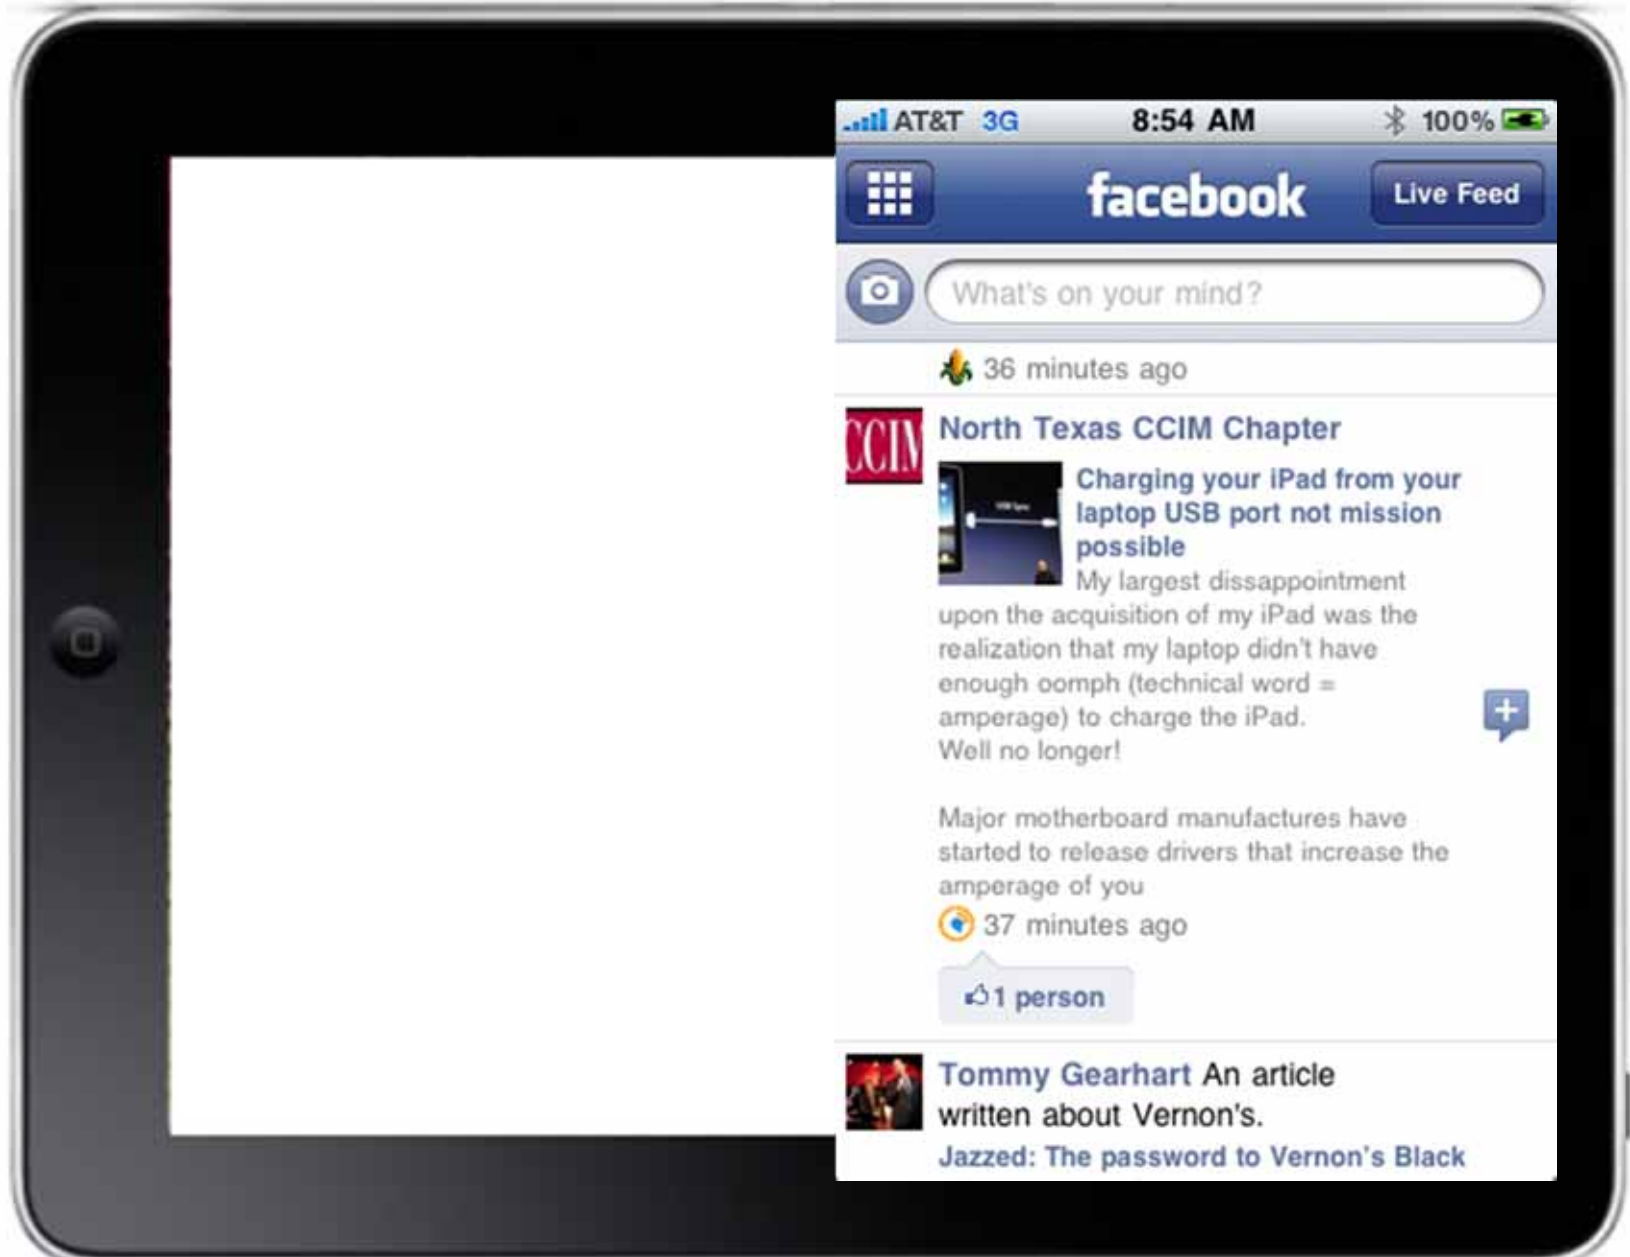 AT&T 3G 8:54 AM 100%
facebook Live Feed
What's on your mind?
36 minutes ago
CCIM North Texas CCIM Chapter
Charging your iPad from your
laptop USB port not mission
possible
My largest dissappointment
upon the acquisition of my iPad was the
realization that my laptop didn't have
enough oomph (technical word =
amperage) to charge the iPad.
Well no longer!
Major motherboard manufactures have
started to release drivers that increase the
amperage of you
37 minutes ago
1 person
Tommy Gearhart An article
written about Vernon's.
Jazzed: The password to Vernon's Black